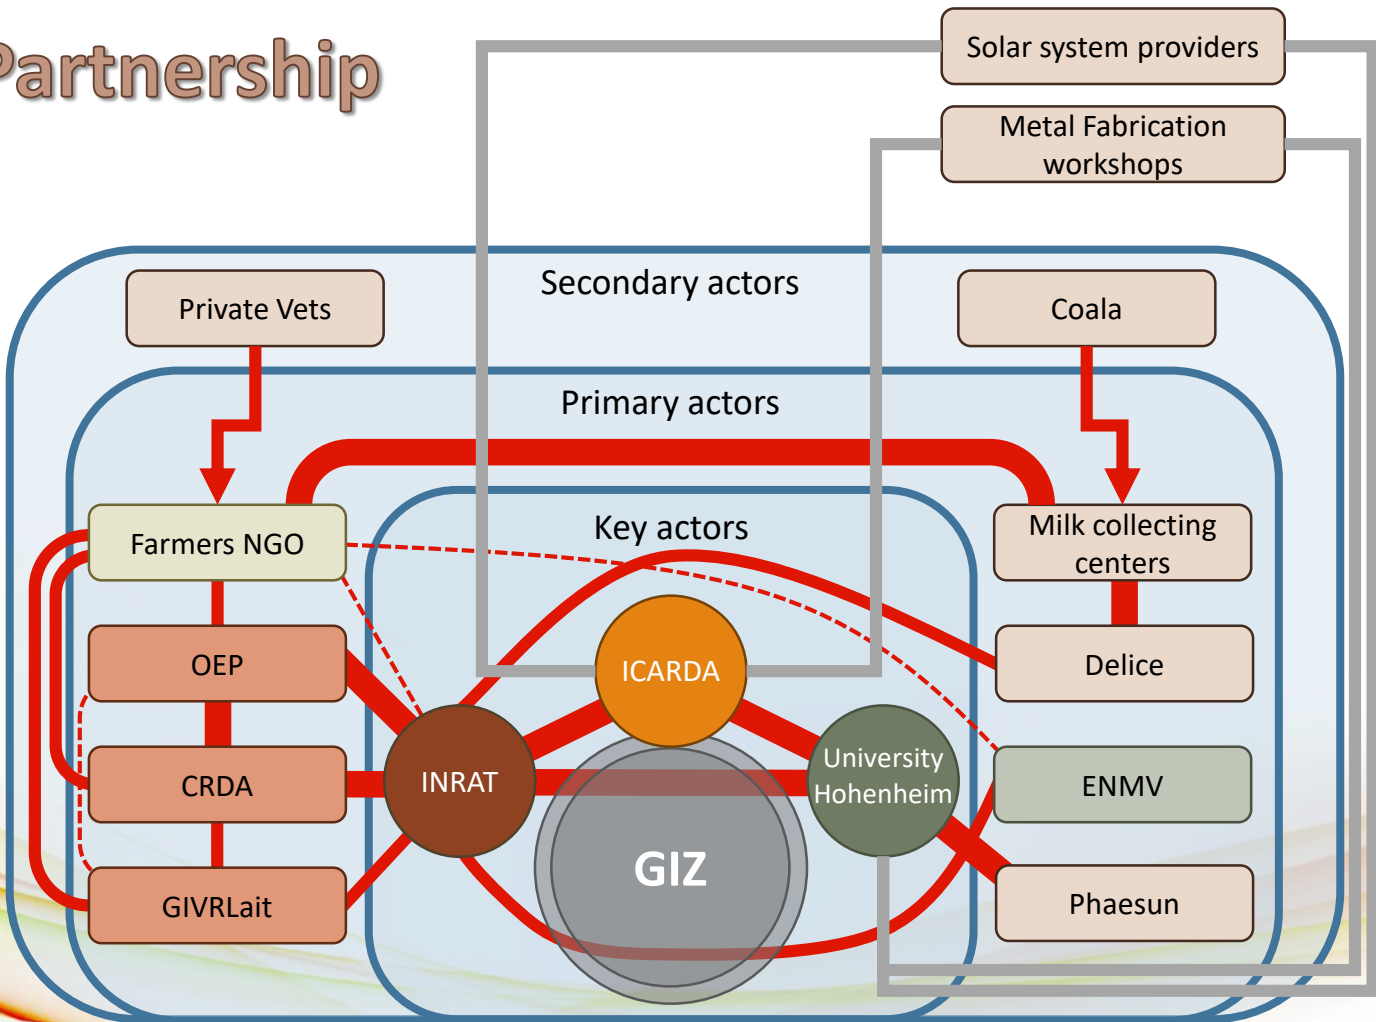 Partnership
Solar system providers
Metal Fabrication
workshops
Secondary actors
Private Vets
Coala
Primary actors
Farmers NGO
Key actors
Milk collecting
centers
OEP
ICARDA
Delice
CRDA
INRAT
University
Hohenheim
ENMV
GIZ
GIVRLait
Phaesun